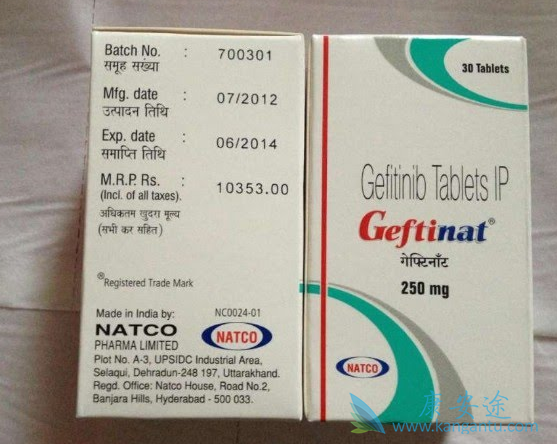 Batch No. : 700301
समूह संख्या
Mfg. date : 07/2012
उत्पादन तिथि
Exp. date : 06/2014
समाप्ति तिथि
M.R.P. Rs. : 10353.00
(Incl. of all taxes).
अधिकतम खुदरा मूल्य
(सभी कर सहित)
®Registered Trade Mark
Made in India by: NC0024-01
NATCO NATCO
PHARMA LIMITED
Plot No. A-3, UPSIDC Industrial Area,
Selaqui, Dehradun-248 197, Uttarakhand.
Regd. Office: Natco House, Road No.2,
Banjara Hills, Hyderabad - 500 033.
30 Tablets
Gefitinib Tablets IP
Geftinat®
गेफ्टिनॉट
250 mg
NATCO
康安途
www.kangantu.com